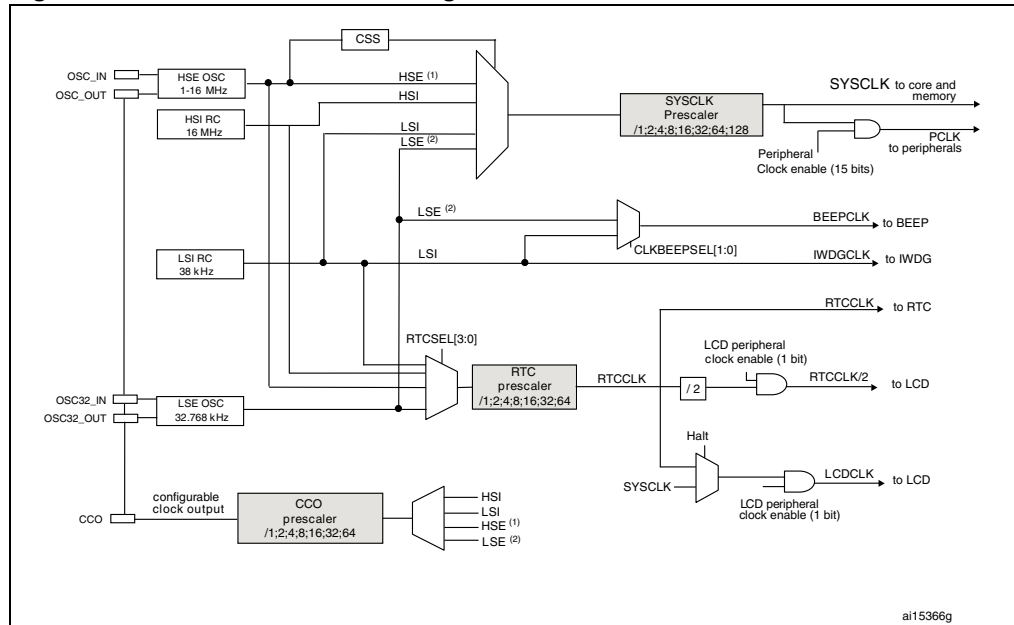 CSS
OSC_IN
OSC_OUT
HSE OSC
1-16 MHz
HSE (1)
HSI
HSI RC
16 MHz
LSI
LSE (2)
SYSCLK
Prescaler
/1;2;4;8;16;32;64;128
SYSCLK to core and
memory
PCLK
to peripherals
Peripheral
Clock enable (15 bits)
LSE (2)
BEEPCLK
to BEEP
CLKBEEPSEL[1:0]
LSI RC
38 kHz
LSI
IWDGCLK
to IWDG
RTCCLK
to RTC
RTCSEL[3:0]
LCD peripheral
clock enable (1 bit)
RTC
prescaler
/1;2;4;8;16;32;64
RTCCLK
/ 2
RTCCLK/2
to LCD
OSC32_IN
OSC32_OUT
LSE OSC
32.768 kHz
Halt
SYSCLK
LCDCLK
to LCD
LCD peripheral
clock enable (1 bit)
CCO
configurable
clock output
CCO
prescaler
/1;2;4;8;16;32;64
HSI
LSI
HSE (1)
LSE (2)
ai15366g